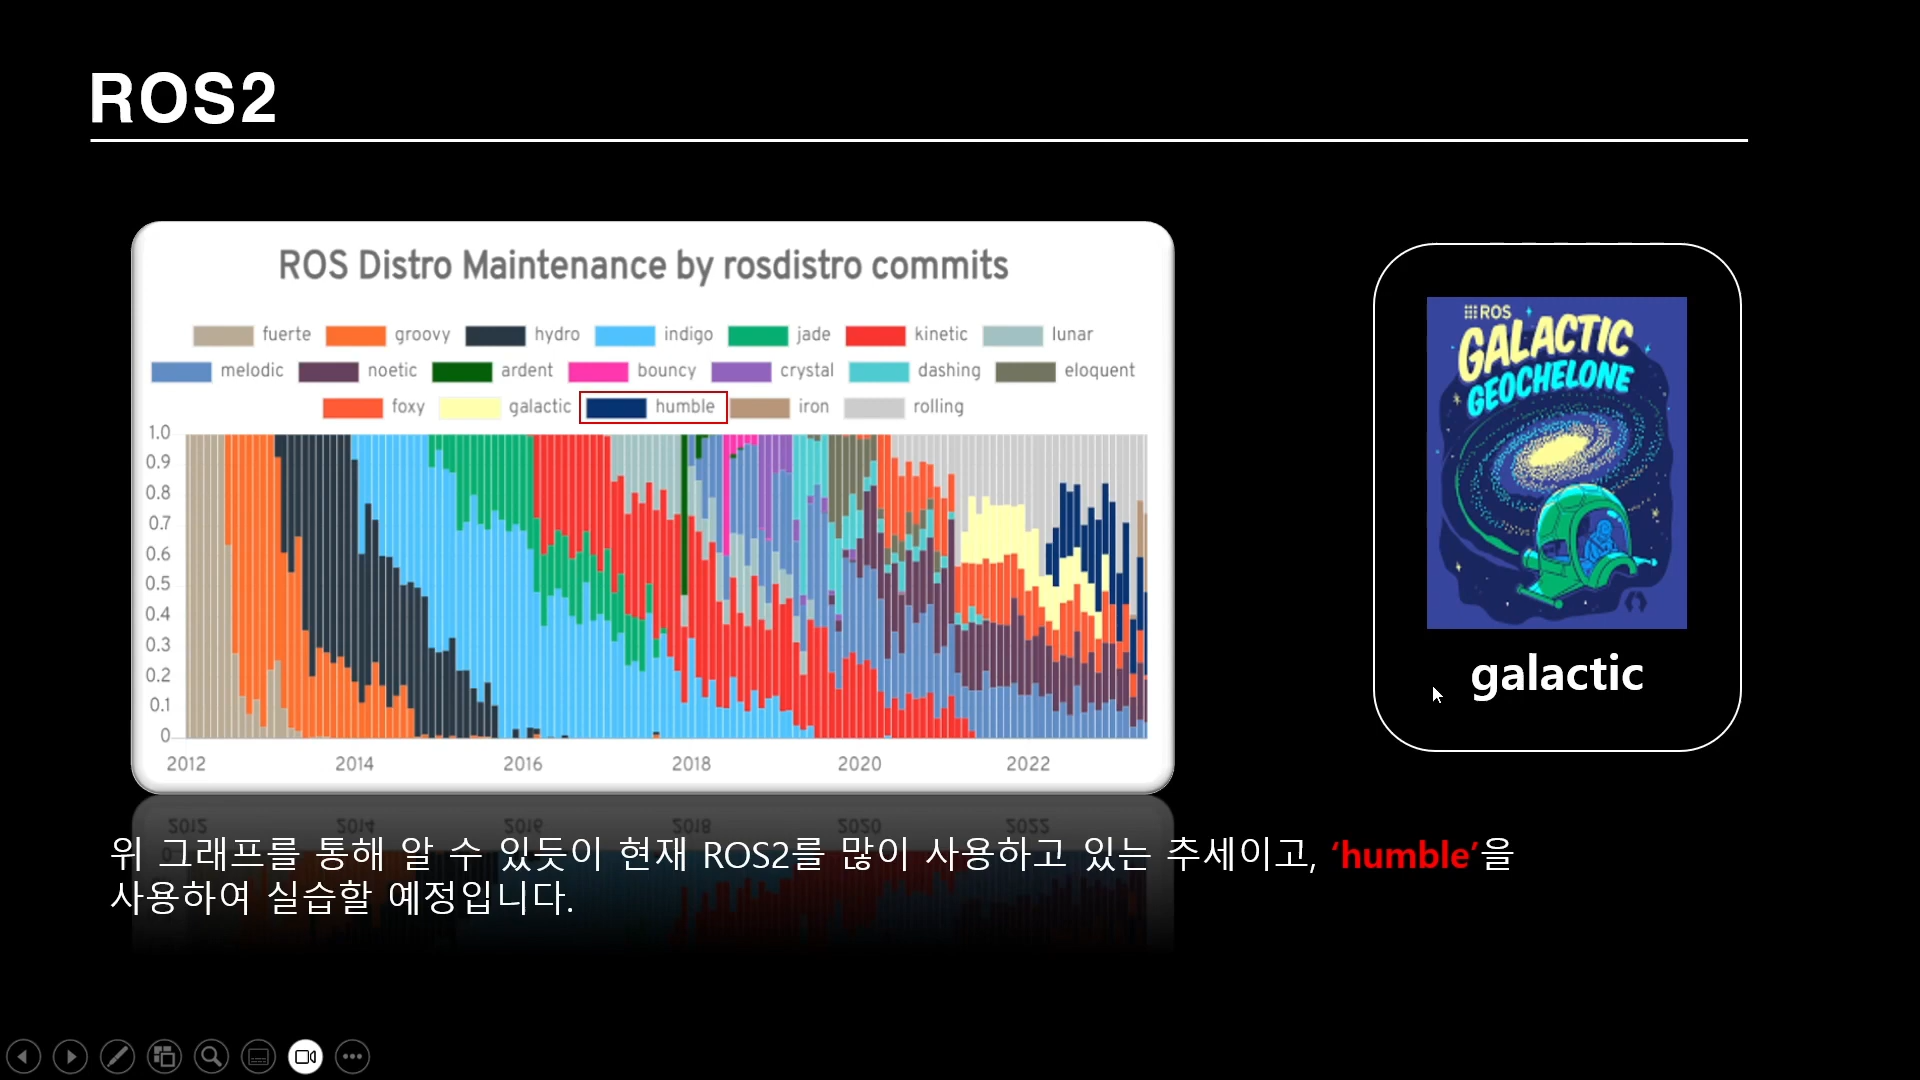 ROS2
ROS Distro Maintenance by rosdistro commits
fuerte groovy hydro indigo jade kinetic lunar
melodic noetic ardent bouncy crystal dashing eloquent
foxy galactic humble iron rolling
1.0
0.9
0.8
0.7
0.6
0.5
0.4
0.3
0.2
0.1
0
2012 2014 2016 2018 2020 2022
ROS
GALACTIC
GEOCHELONE
galactic
위 그래프를 통해 알 수 있듯이 현재 ROS2를 많이 사용하고 있는 추세이고, ‘humble’을
사용하여 실습할 예정입니다.